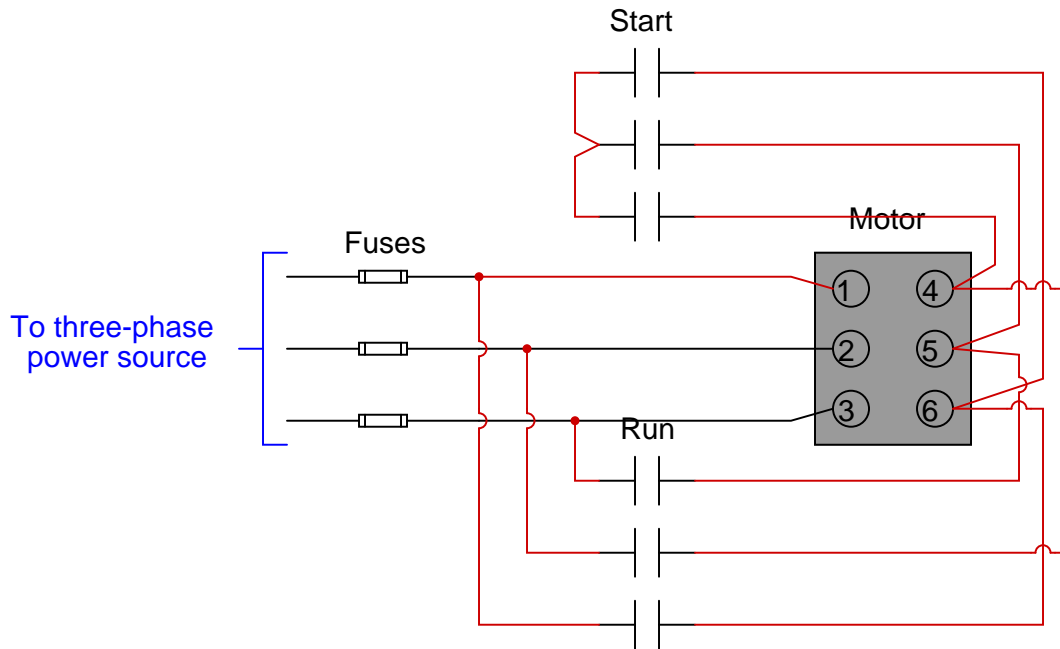 Start
Motor
Fuses
1
4
To three-phase
power source
2
5
3
6
Run